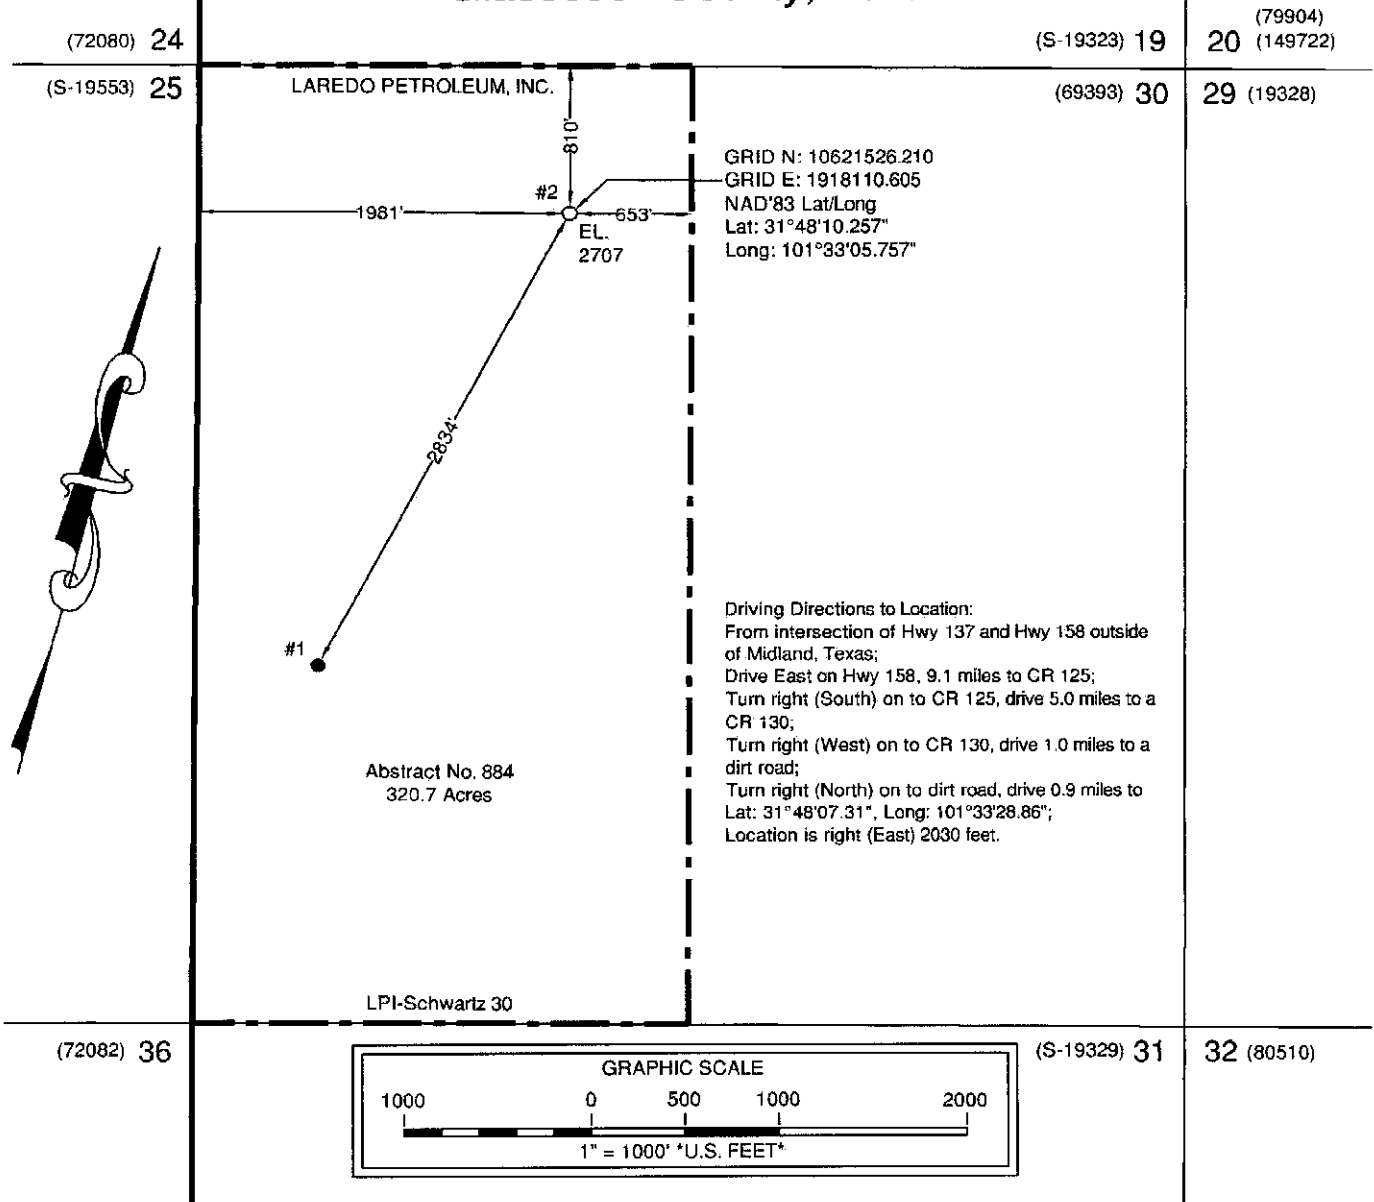 (72080) 24
(S-19323) 19
20 (79904)
(149722)
(S-19553) 25
LAREDO PETROLEUM, INC.
(69393) 30
29 (19328)
810'
GRID N: 10621526.210
GRID E: 1918110.605
NAD'83 Lat/Long
Lat: 31°48'10.257"
Long: 101°33'05.757"
#2
1981'
653'
EL.
2707
2834'
#1
Driving Directions to Location:
From intersection of Hwy 137 and Hwy 158 outside
of Midland, Texas;
Drive East on Hwy 158, 9.1 miles to CR 125;
Turn right (South) on to CR 125, drive 5.0 miles to a
CR 130;
Turn right (West) on to CR 130, drive 1.0 miles to a
dirt road;
Turn right (North) on to dirt road, drive 0.9 miles to
Lat: 31°48'07.31", Long: 101°33'28.86";
Location is right (East) 2030 feet.
Abstract No. 884
320.7 Acres
LPI-Schwartz 30
(72082) 36
(S-19329) 31
32 (80510)
GRAPHIC SCALE
1000 0 500 1000 2000
1" = 1000' *U.S. FEET*